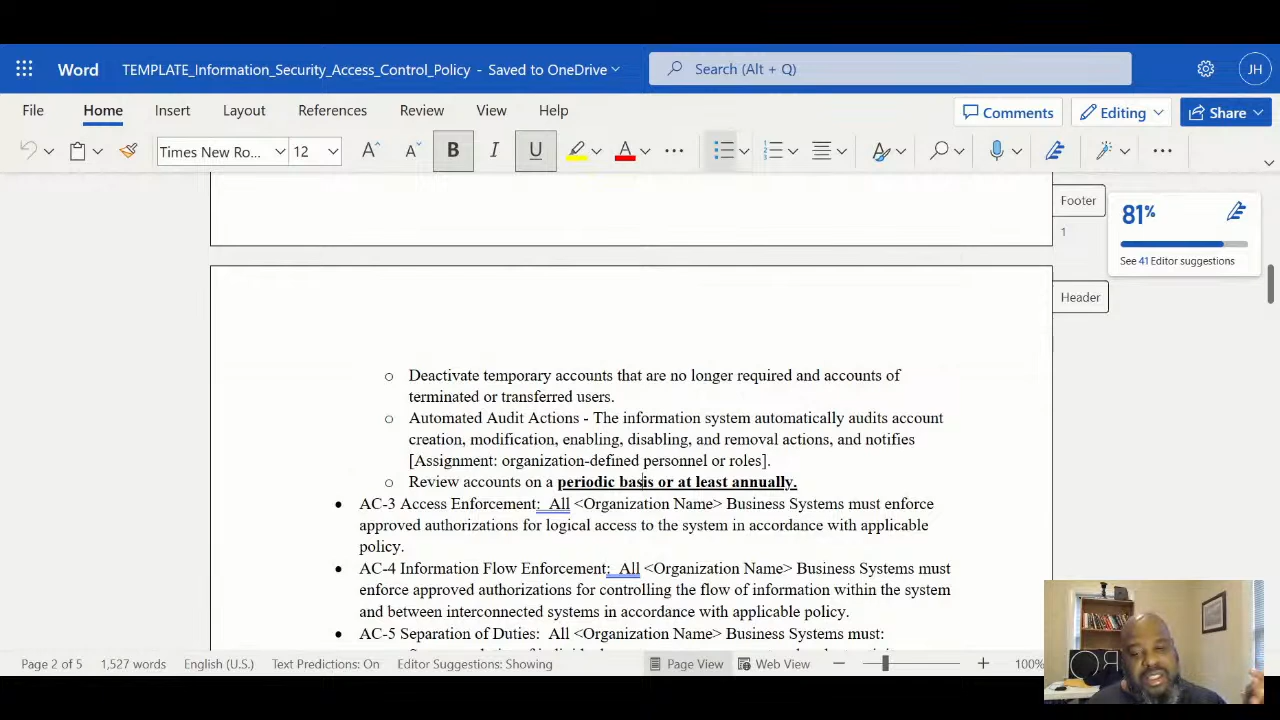 Word TEMPLATE_Information_Security_Access_Control_Policy - Saved to OneDrive Search (Alt + Q) JH
File Home Insert Layout References Review View Help Comments Editing Share
Times New Ro... 12 A A B I U A
Footer
1
81%
See 41 Editor suggestions
Header
o Deactivate temporary accounts that are no longer required and accounts of
terminated or transferred users.
o Automated Audit Actions - The information system automatically audits account
creation, modification, enabling, disabling, and removal actions, and notifies
[Assignment: organization-defined personnel or roles].
o Review accounts on a periodic basis or at least annually.
• AC-3 Access Enforcement:  All <Organization Name> Business Systems must enforce
approved authorizations for logical access to the system in accordance with applicable
policy.
• AC-4 Information Flow Enforcement:  All <Organization Name> Business Systems must
enforce approved authorizations for controlling the flow of information within the system
and between interconnected systems in accordance with applicable policy.
• AC-5 Separation of Duties:  All <Organization Name> Business Systems must:
Page 2 of 5 1,527 words English (U.S.) Text Predictions: On Editor Suggestions: Showing Page View Web View 100%